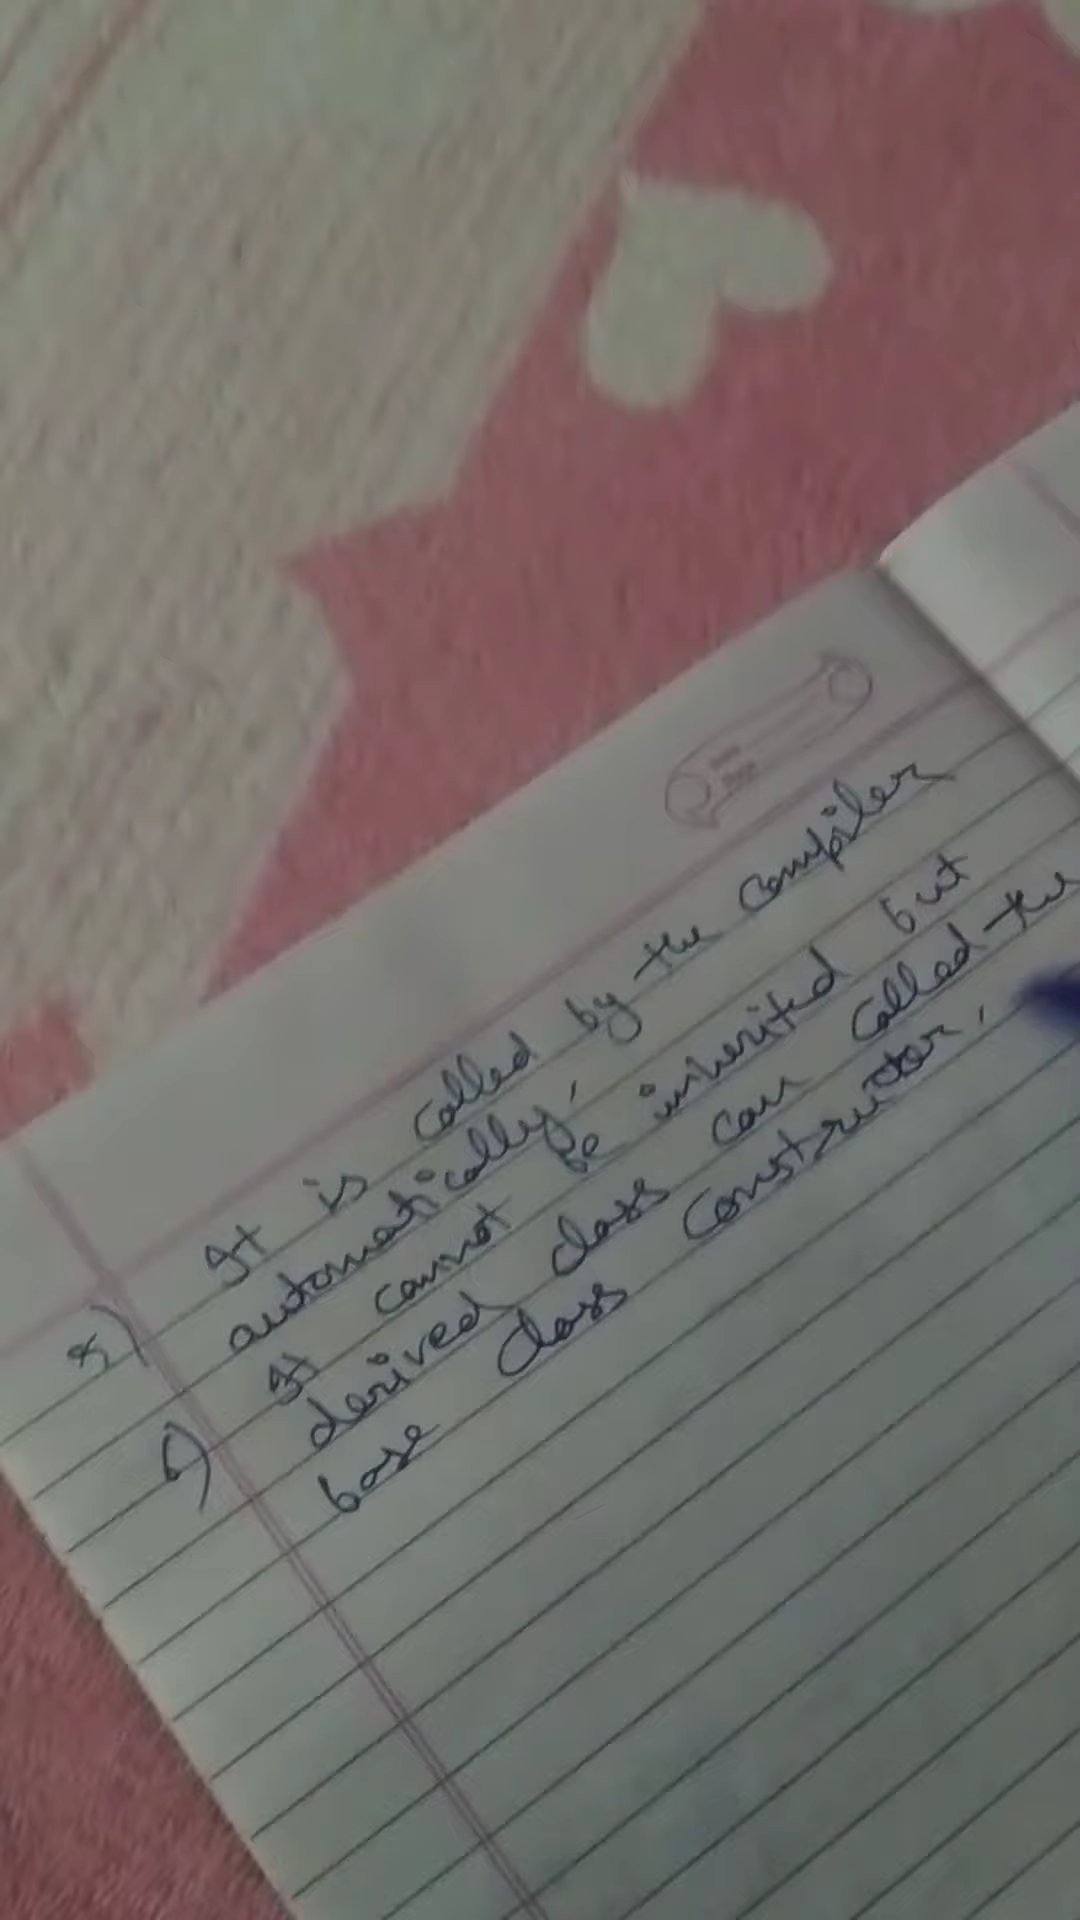 5) It is called by the compiler
automatically,
6) It cannot be inherited but
derived class can called the
base class constructor,